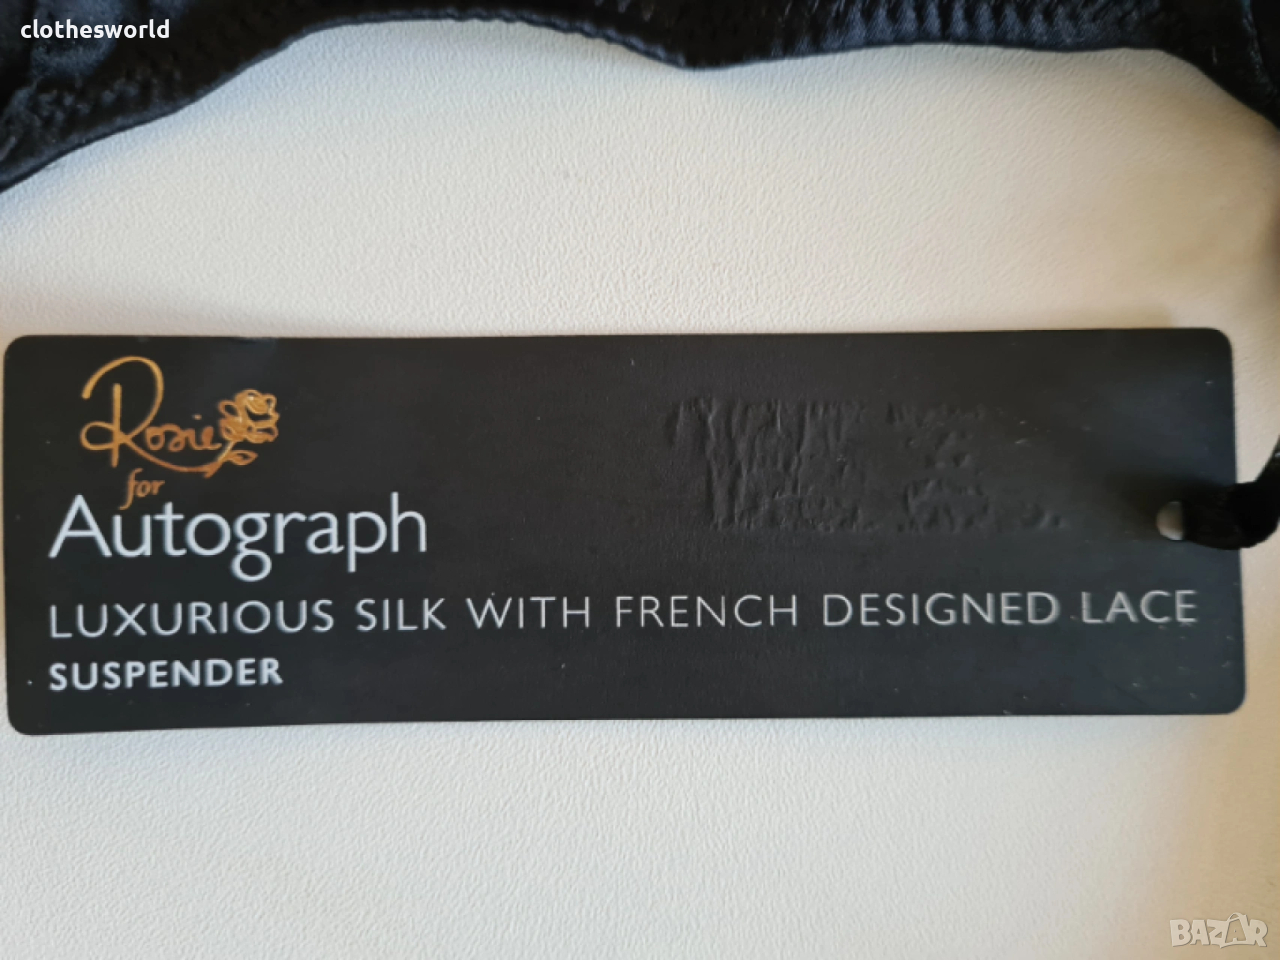 clothesworld
Rosie
for
Autograph
LUXURIOUS SILK WITH FRENCH DESIGNED LACE
SUSPENDER
BAZAR